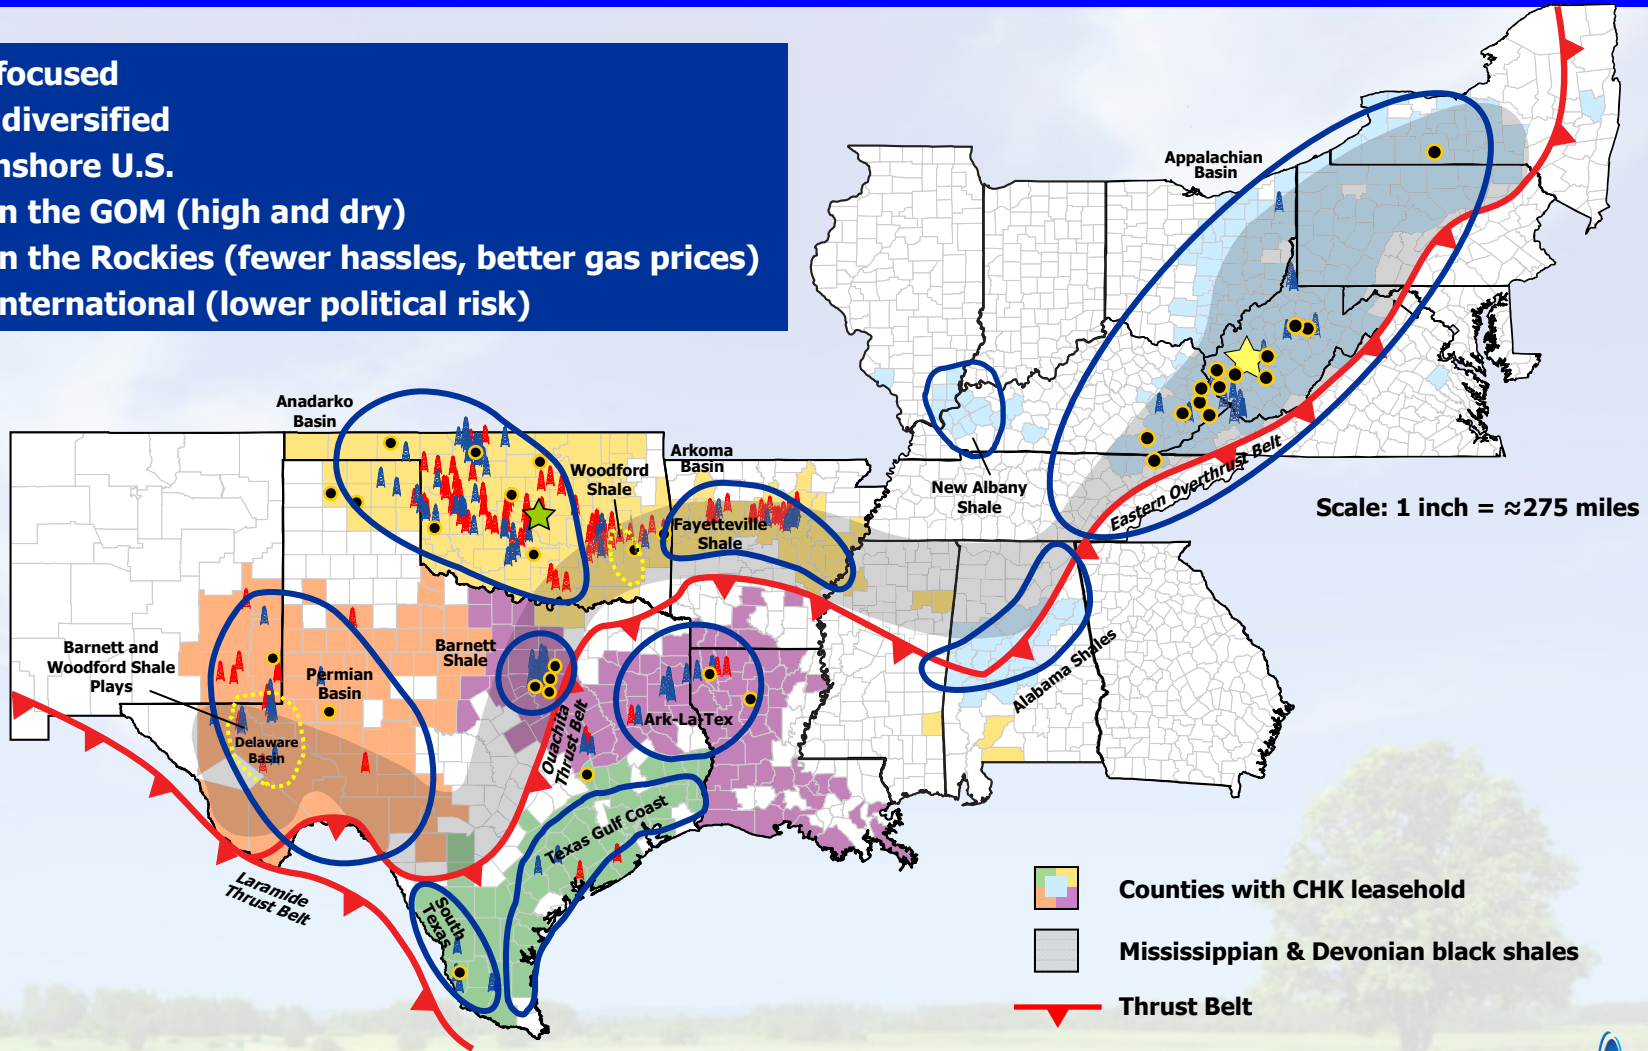 focused
diversified
nshore U.S.
n the GOM (high and dry)
n the Rockies (fewer hassles, better gas prices)
nternational (lower political risk)
Appalachian
Basin
Anadarko
Basin
Arkoma
Basin
Woodford
Shale
New Albany
Shale
Eastern Overthrust Belt
Scale: 1 inch = ≈275 miles
Fayetteville
Shale
Barnett and
Woodford Shale
Plays
Barnett
Shale
Permian
Basin
Alabama Shales
Ark-La-Tex
Delaware
Basin
Ouachita
Thrust Belt
Texas Gulf Coast
Laramide
Thrust Belt
South
Texas
Counties with CHK leasehold
Mississippian & Devonian black shales
Thrust Belt